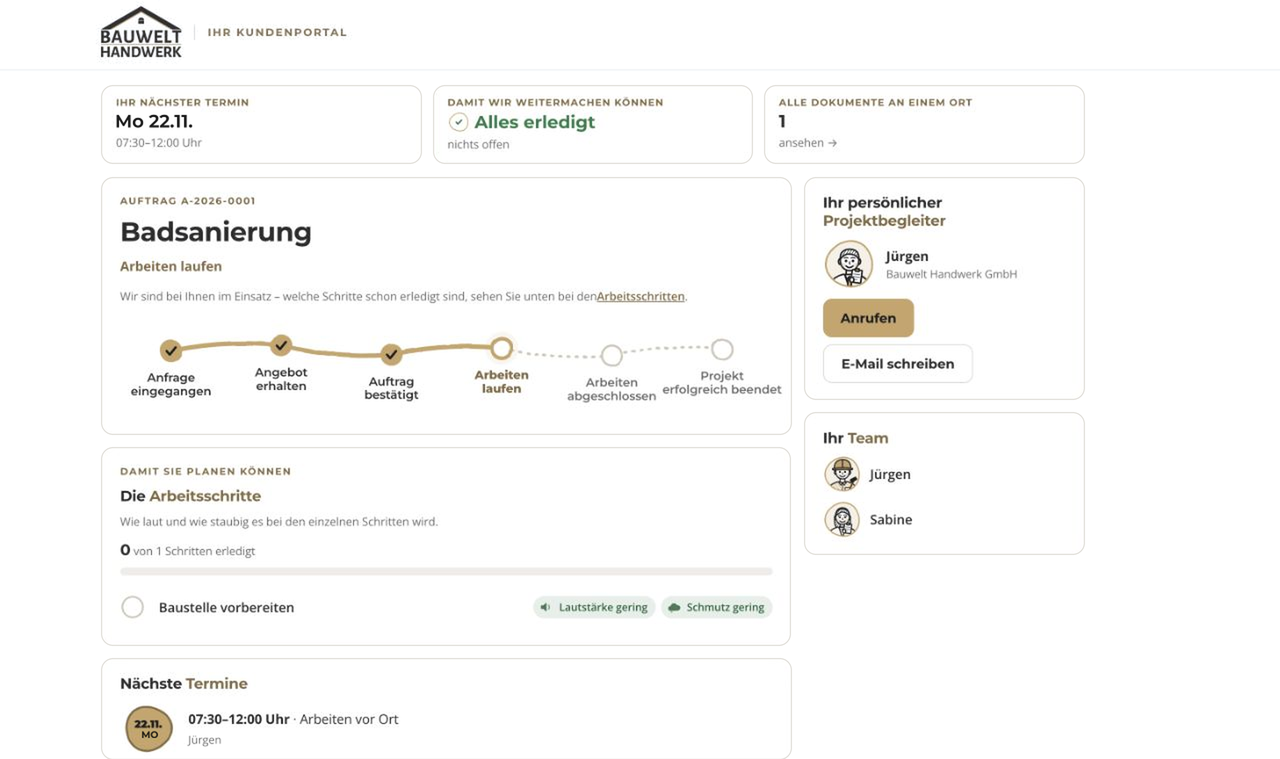 BAUWELT
HANDWERK
IHR KUNDENPORTAL
IHR NÄCHSTER TERMIN
Mo 22.11.
07:30–12:00 Uhr
DAMIT WIR WEITERMACHEN KÖNNEN
Alles erledigt
nichts offen
ALLE DOKUMENTE AN EINEM ORT
1
ansehen →
AUFTRAG A-2026-0001
Badsanierung
Arbeiten laufen
Wir sind bei Ihnen im Einsatz – welche Schritte schon erledigt sind, sehen Sie unten bei denArbeitsschritten.
Anfrage
eingegangen
Angebot
erhalten
Auftrag
bestätigt
Arbeiten
laufen
Arbeiten
abgeschlossen
Projekt
erfolgreich beendet
Ihr persönlicher
Projektbegleiter
Jürgen
Bauwelt Handwerk GmbH
Anrufen
E-Mail schreiben
Ihr Team
Jürgen
Sabine
DAMIT SIE PLANEN KÖNNEN
Die Arbeitsschritte
Wie laut und wie staubig es bei den einzelnen Schritten wird.
0 von 1 Schritten erledigt
Baustelle vorbereiten
Lautstärke gering
Schmutz gering
Nächste Termine
22.11.
MO
07:30–12:00 Uhr · Arbeiten vor Ort
Jürgen